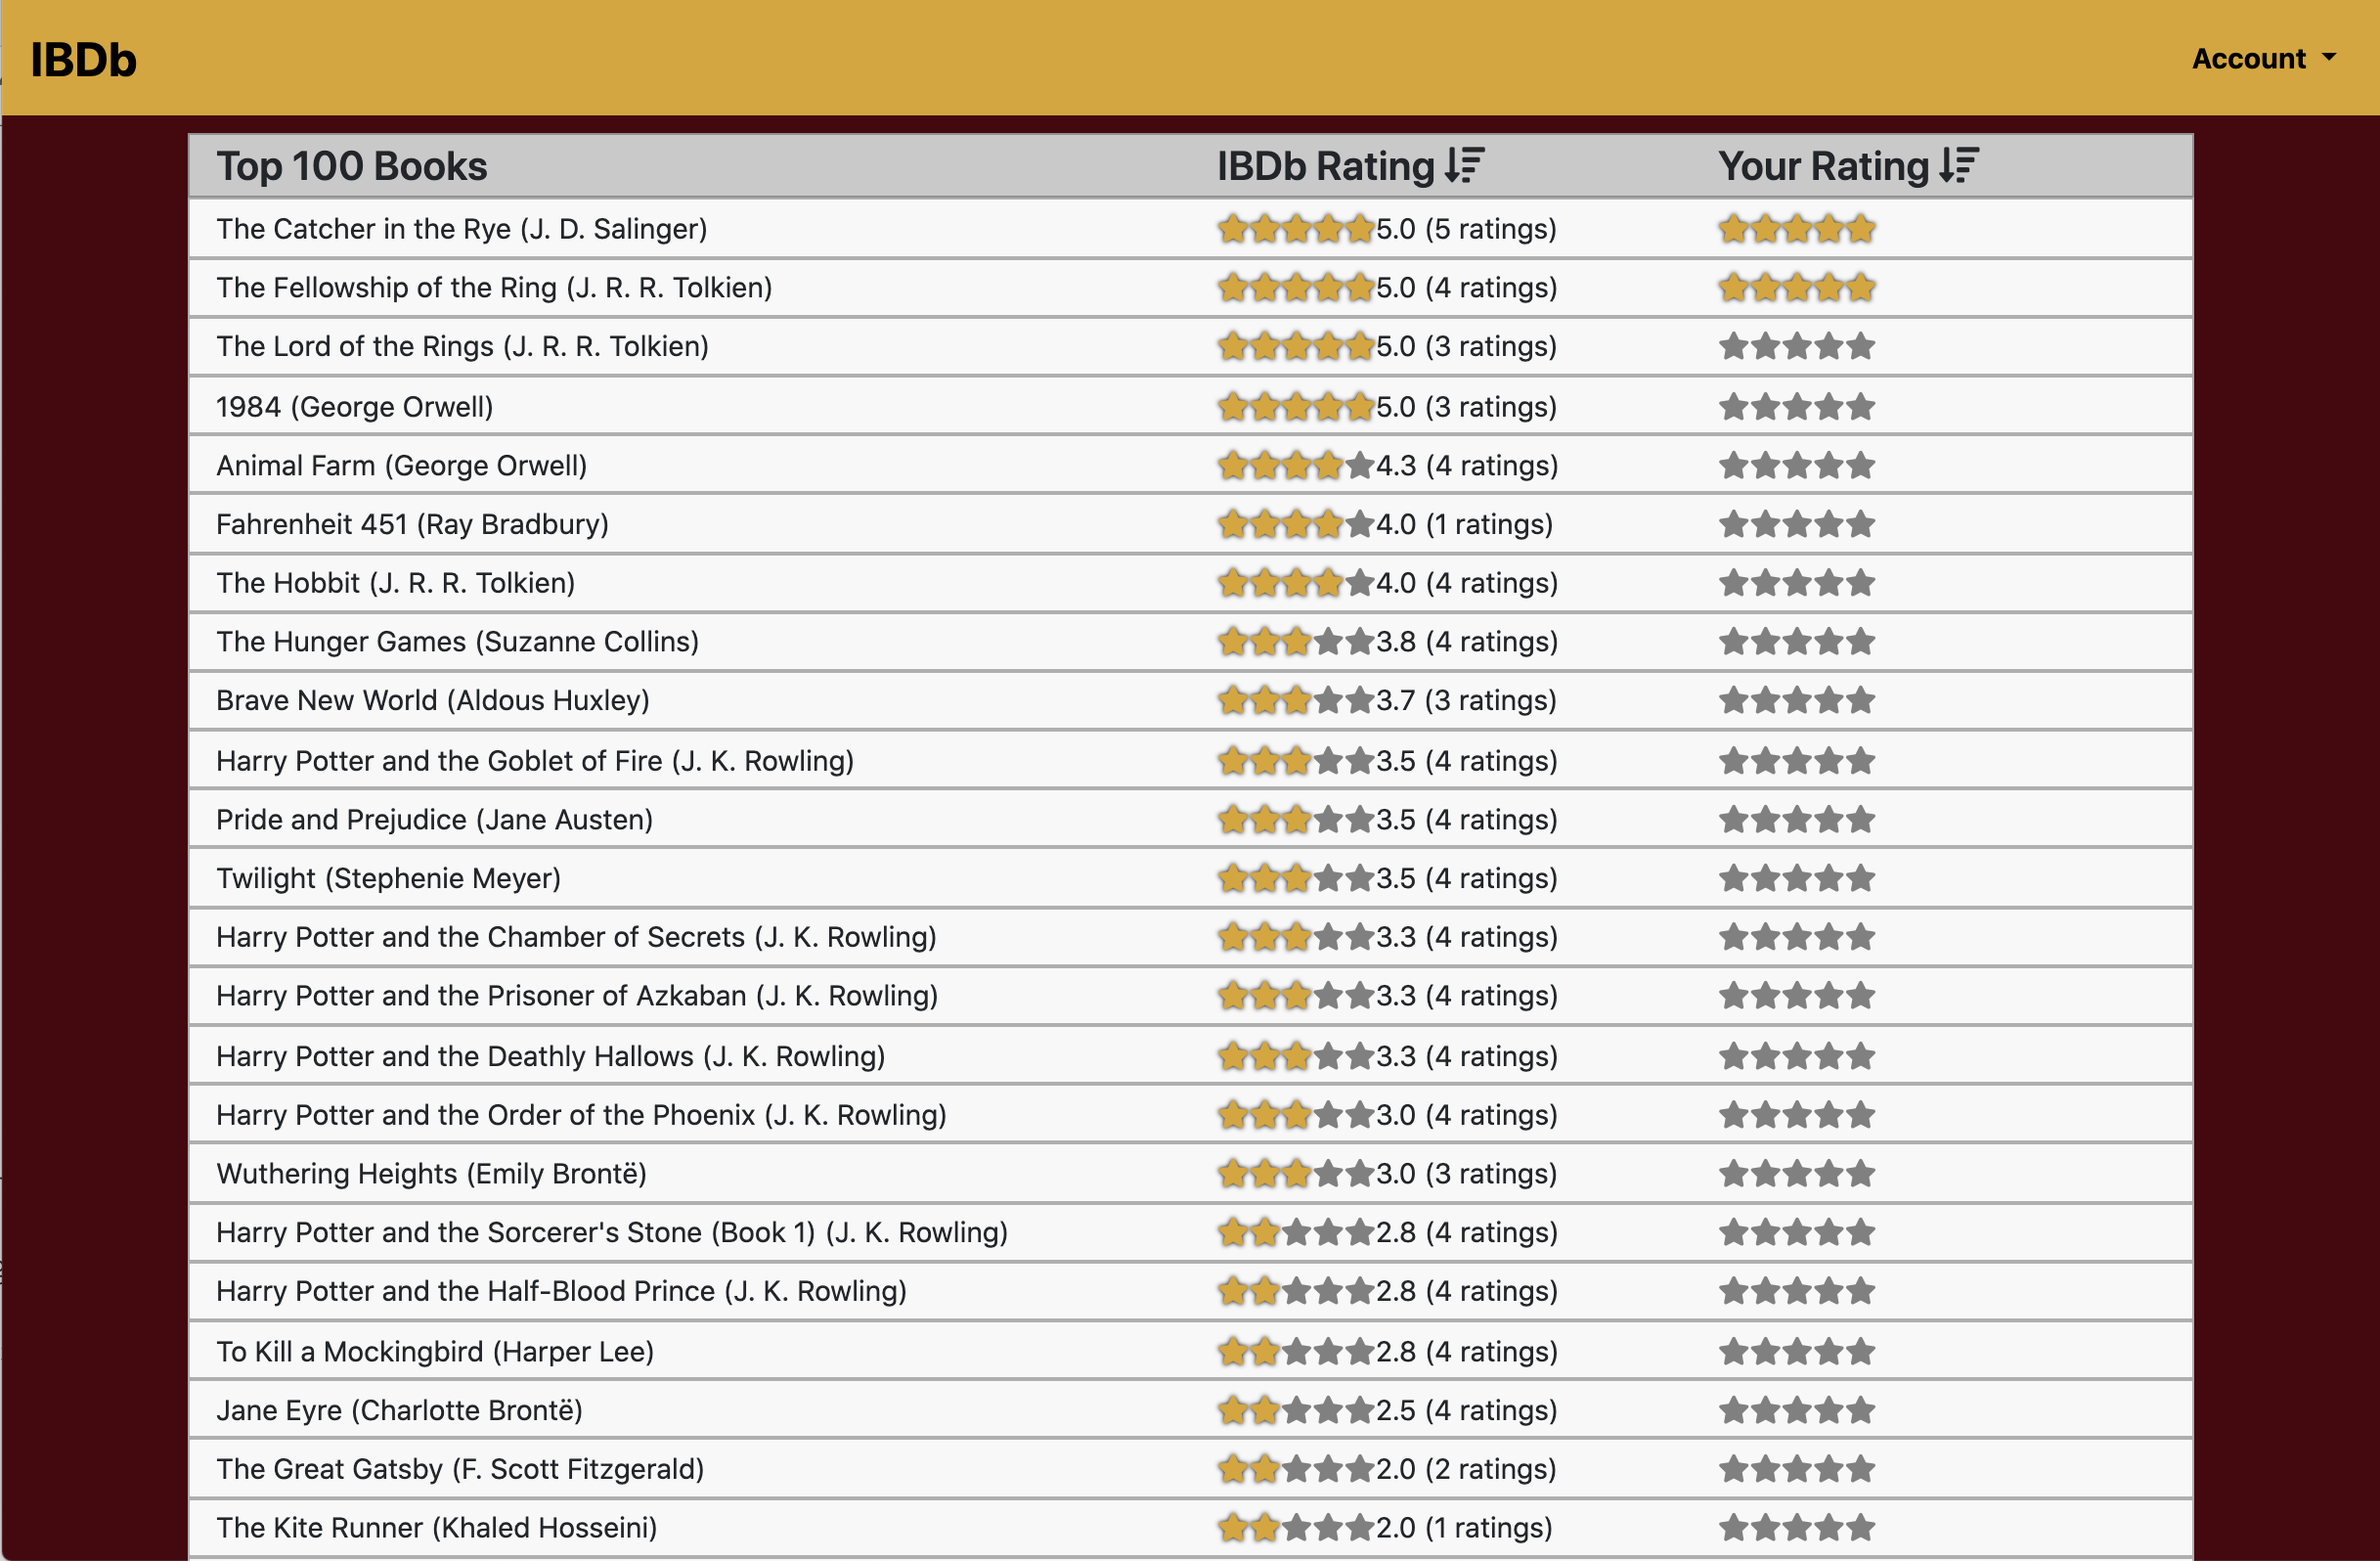 IBDb Account
Top 100 Books IBDb Rating Your Rating
The Catcher in the Rye (J. D. Salinger) 5.0 (5 ratings)
The Fellowship of the Ring (J. R. R. Tolkien) 5.0 (4 ratings)
The Lord of the Rings (J. R. R. Tolkien) 5.0 (3 ratings)
1984 (George Orwell) 5.0 (3 ratings)
Animal Farm (George Orwell) 4.3 (4 ratings)
Fahrenheit 451 (Ray Bradbury) 4.0 (1 ratings)
The Hobbit (J. R. R. Tolkien) 4.0 (4 ratings)
The Hunger Games (Suzanne Collins) 3.8 (4 ratings)
Brave New World (Aldous Huxley) 3.7 (3 ratings)
Harry Potter and the Goblet of Fire (J. K. Rowling) 3.5 (4 ratings)
Pride and Prejudice (Jane Austen) 3.5 (4 ratings)
Twilight (Stephenie Meyer) 3.5 (4 ratings)
Harry Potter and the Chamber of Secrets (J. K. Rowling) 3.3 (4 ratings)
Harry Potter and the Prisoner of Azkaban (J. K. Rowling) 3.3 (4 ratings)
Harry Potter and the Deathly Hallows (J. K. Rowling) 3.3 (4 ratings)
Harry Potter and the Order of the Phoenix (J. K. Rowling) 3.0 (4 ratings)
Wuthering Heights (Emily Brontë) 3.0 (3 ratings)
Harry Potter and the Sorcerer's Stone (Book 1) (J. K. Rowling) 2.8 (4 ratings)
Harry Potter and the Half-Blood Prince (J. K. Rowling) 2.8 (4 ratings)
To Kill a Mockingbird (Harper Lee) 2.8 (4 ratings)
Jane Eyre (Charlotte Brontë) 2.5 (4 ratings)
The Great Gatsby (F. Scott Fitzgerald) 2.0 (2 ratings)
The Kite Runner (Khaled Hosseini) 2.0 (1 ratings)